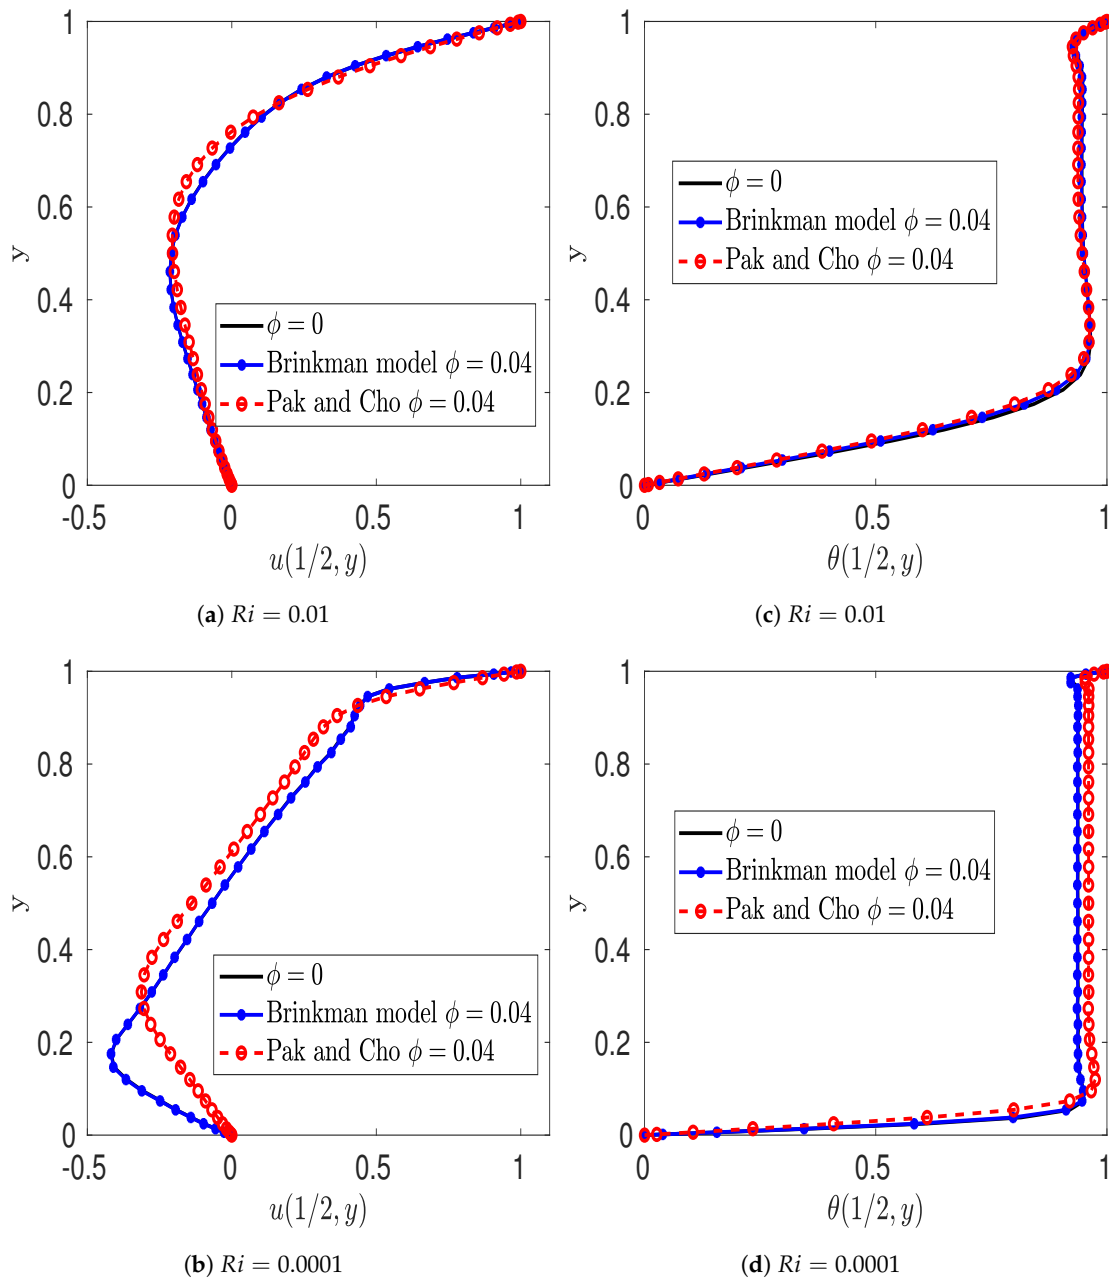 1
0.8
0.6
0.4
0.2
0
y
-0.5 0 0.5 1
u(1/2, y)
ϕ = 0
Brinkman model ϕ = 0.04
Pak and Cho ϕ = 0.04
(a) Ri = 0.01
1
0.8
0.6
0.4
0.2
0
y
0 0.5 1
θ(1/2, y)
ϕ = 0
Brinkman model ϕ = 0.04
Pak and Cho ϕ = 0.04
(c) Ri = 0.01
1
0.8
0.6
0.4
0.2
0
y
-0.5 0 0.5 1
u(1/2, y)
ϕ = 0
Brinkman model ϕ = 0.04
Pak and Cho ϕ = 0.04
(b) Ri = 0.0001
1
0.8
0.6
0.4
0.2
0
y
0 0.5 1
θ(1/2, y)
ϕ = 0
Brinkman model ϕ = 0.04
Pak and Cho ϕ = 0.04
(d) Ri = 0.0001